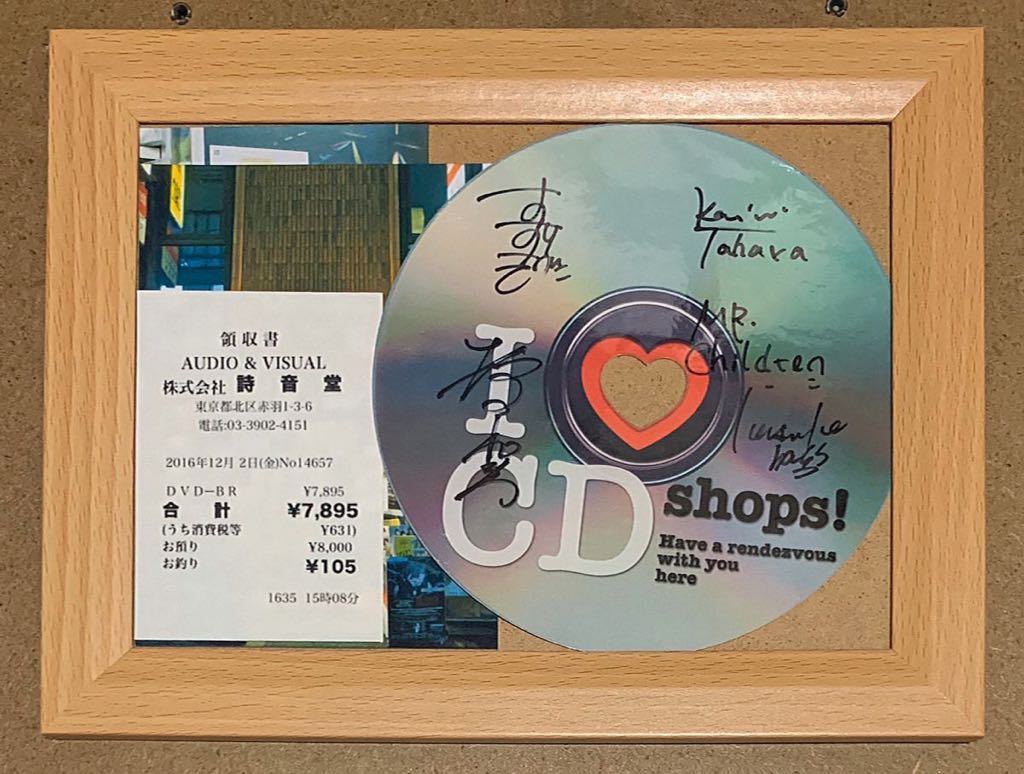 領収書
AUDIO & VISUAL
株式会社 詩音堂
東京都北区赤羽1-3-6
電話:03-3902-4151
2016年12月 2日(金)No14657
DVD-BR ¥7,895
合計 ¥7,895
(うち消費税等 ¥631)
お預り ¥8,000
お釣り ¥105
1635 15時08分
Kenichi
Tahara
MR.
Children
I
CD
shops!
Have a rendezvous
with you
here